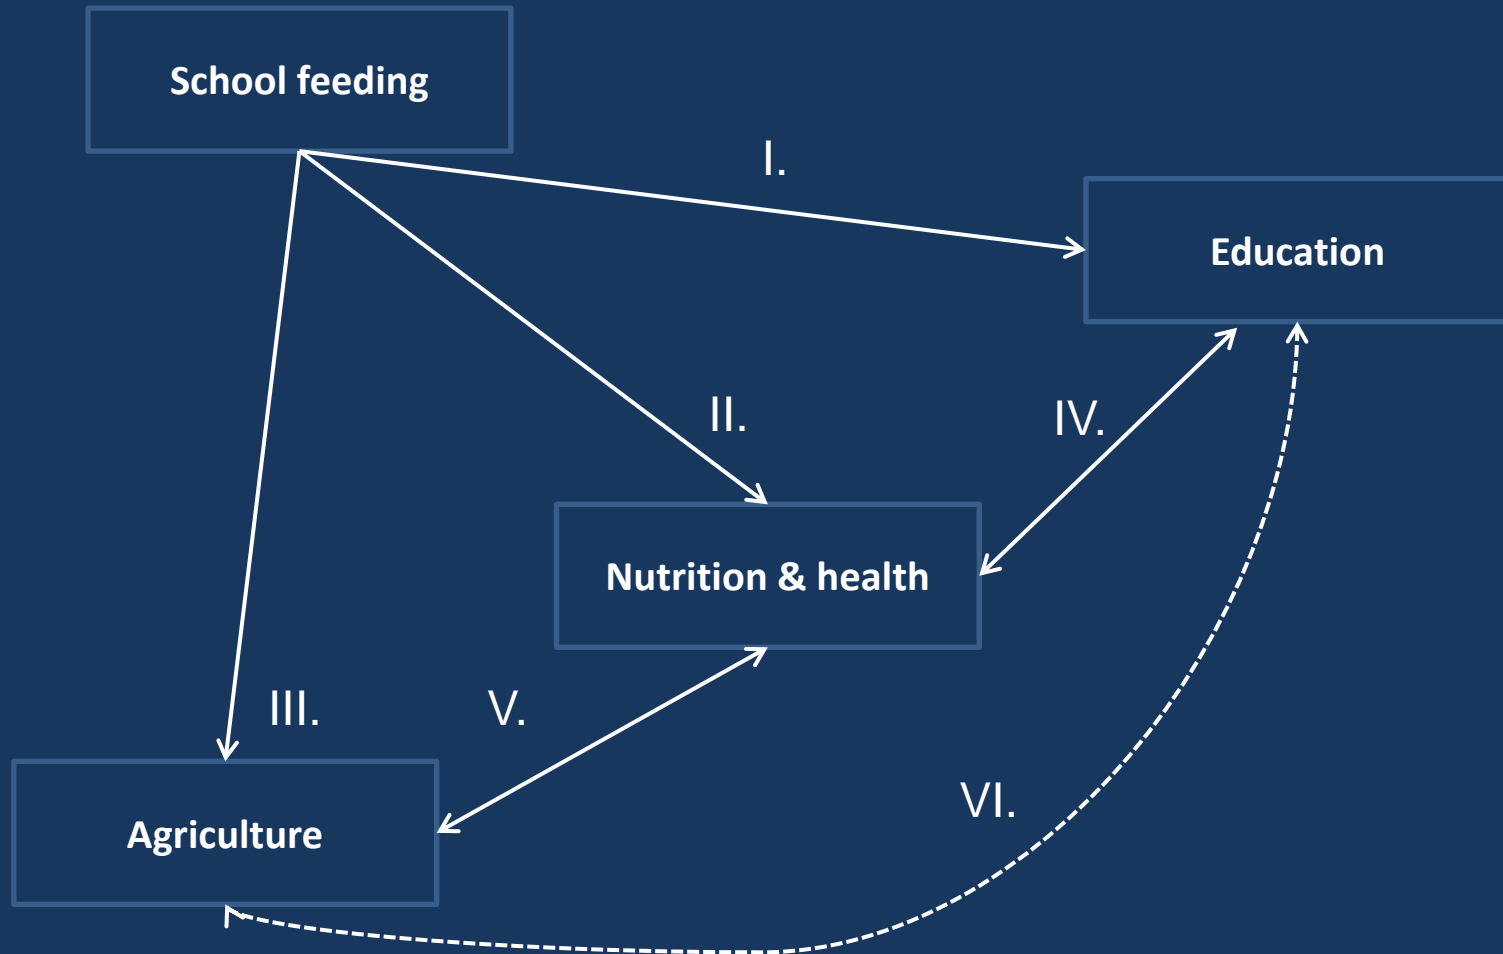 School feeding
I.
Education
II.
IV.
Nutrition & health
III.
V.
VI.
Agriculture